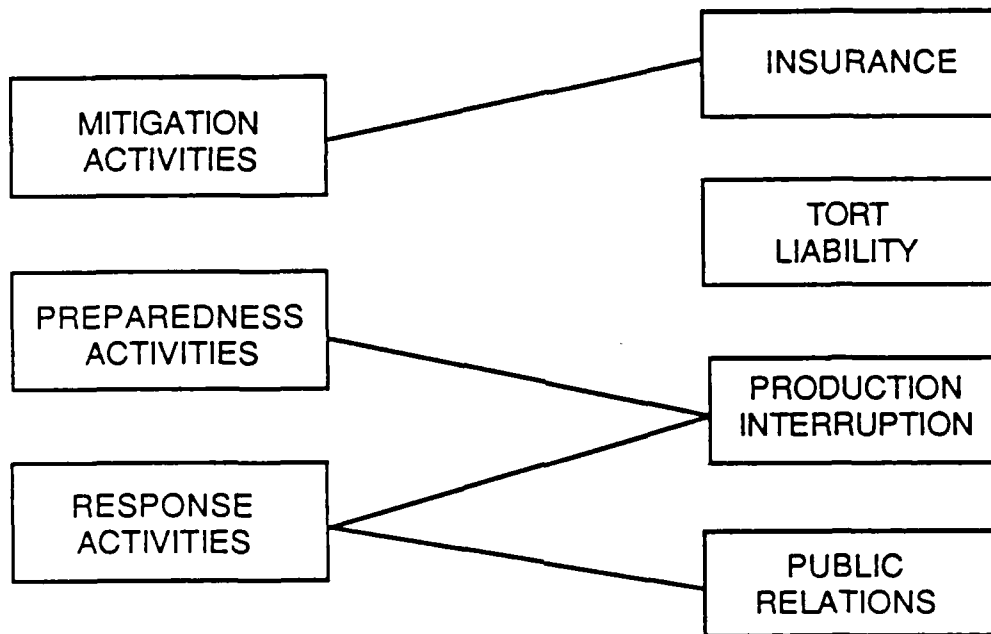 MITIGATION
ACTIVITIES
PREPAREDNESS
ACTIVITIES
RESPONSE
ACTIVITIES
INSURANCE
TORT
LIABILITY
PRODUCTION
INTERRUPTION
PUBLIC
RELATIONS